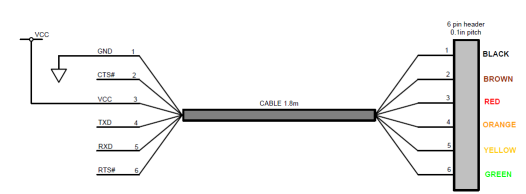 6 pin header
0.1in pitch
VCC
GND 1
CTS# 2
VCC 3
TXD 4
RXD 5
RTS# 6
CABLE 1.8m
1 BLACK
2 BROWN
3 RED
4 ORANGE
5 YELLOW
6 GREEN